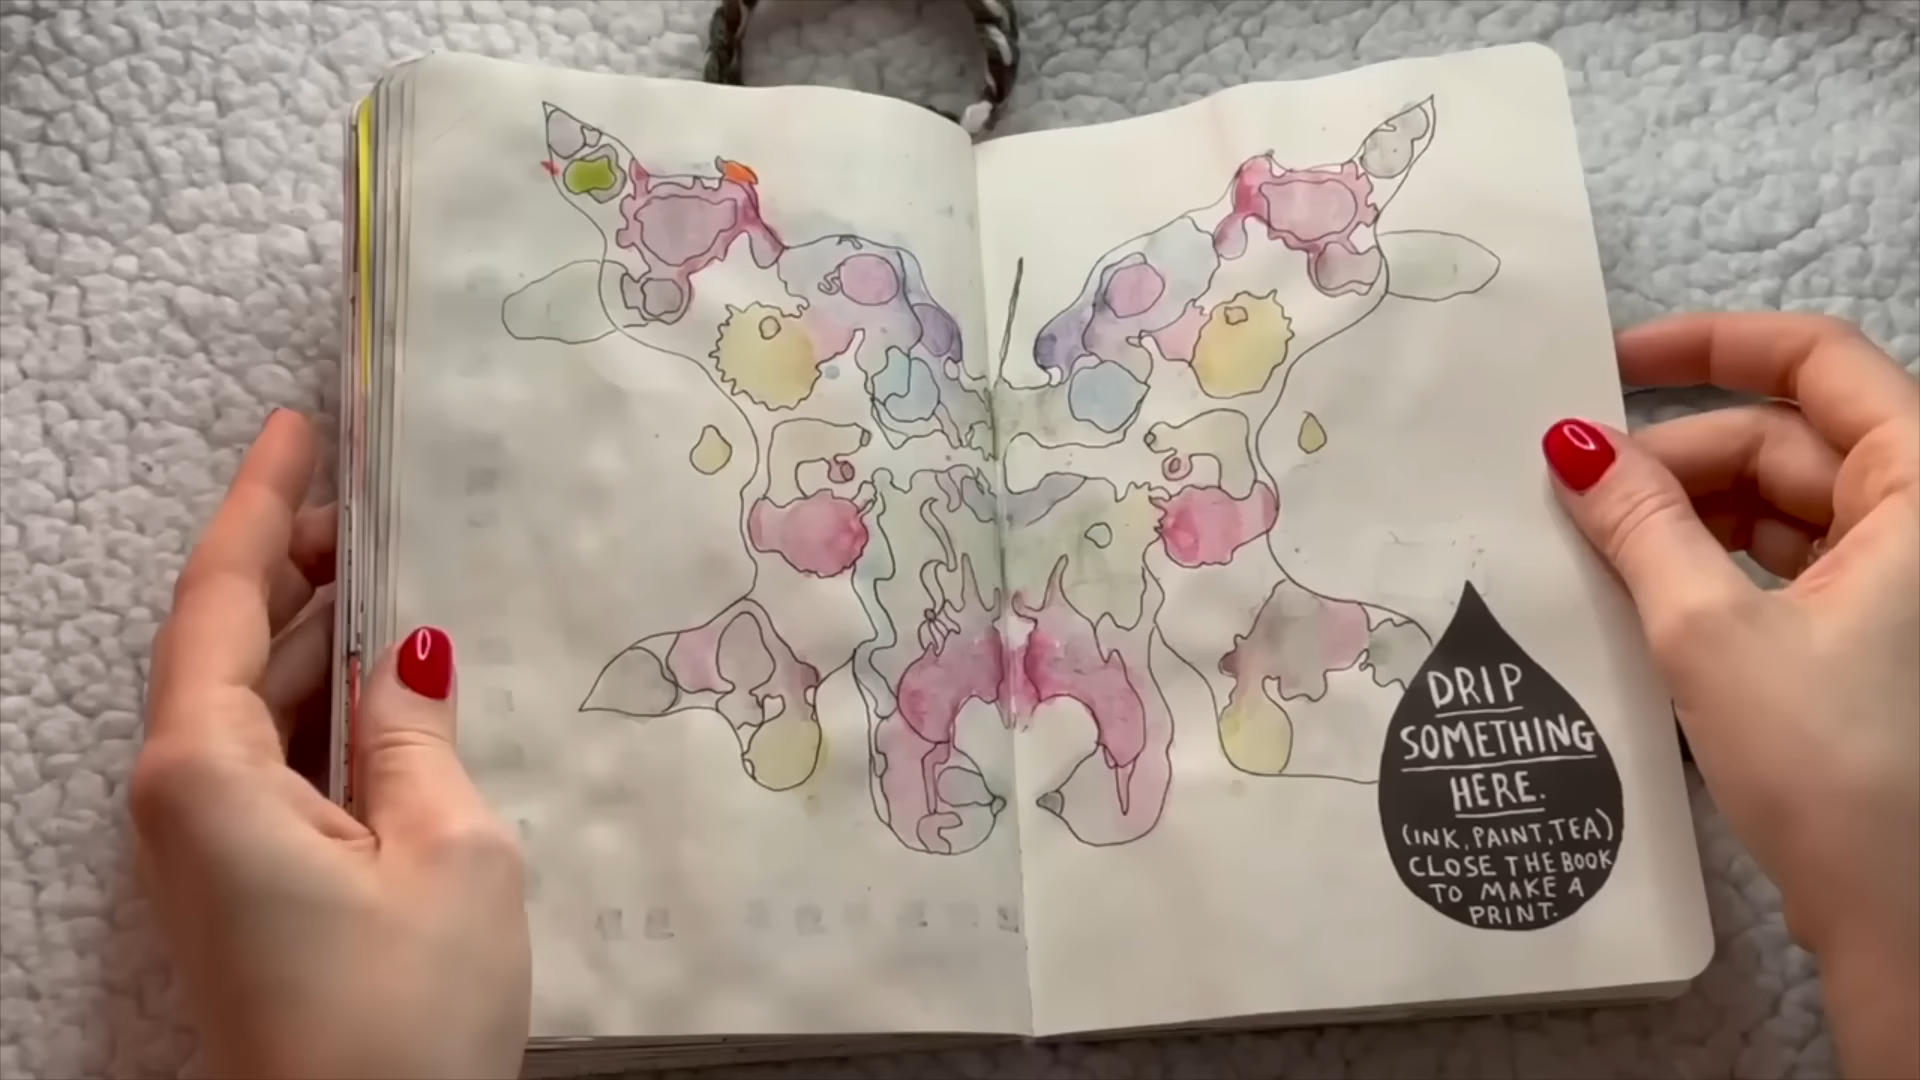 DRIP
SOMETHING
HERE.
(INK, PAINT, TEA)
CLOSE THE BOOK
TO MAKE A
PRINT.